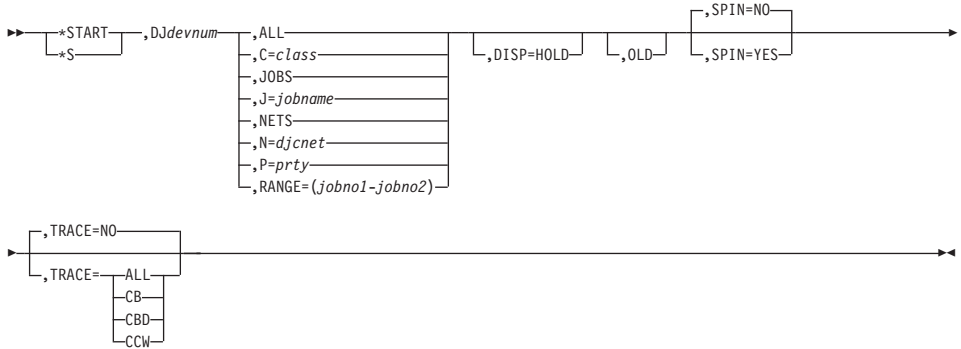 ,SPIN=NO
*START ,DJdevnum ,ALL
*S ,DISP=HOLD ,OLD ,SPIN=YES
,C=class
,JOBS
,J=jobname
,NETS
,N=djcnet
,P=prty
,RANGE=(jobno1-jobno2)
,TRACE=NO
,TRACE= ALL
CB
CBD
CCW